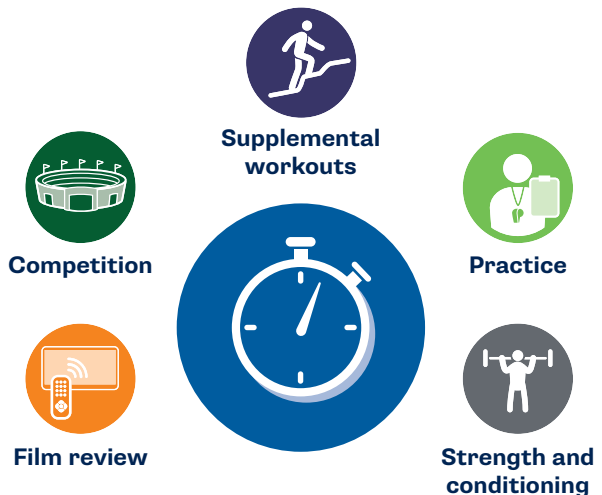 Supplemental
workouts
Competition
Practice
Film review
Strength and
conditioning